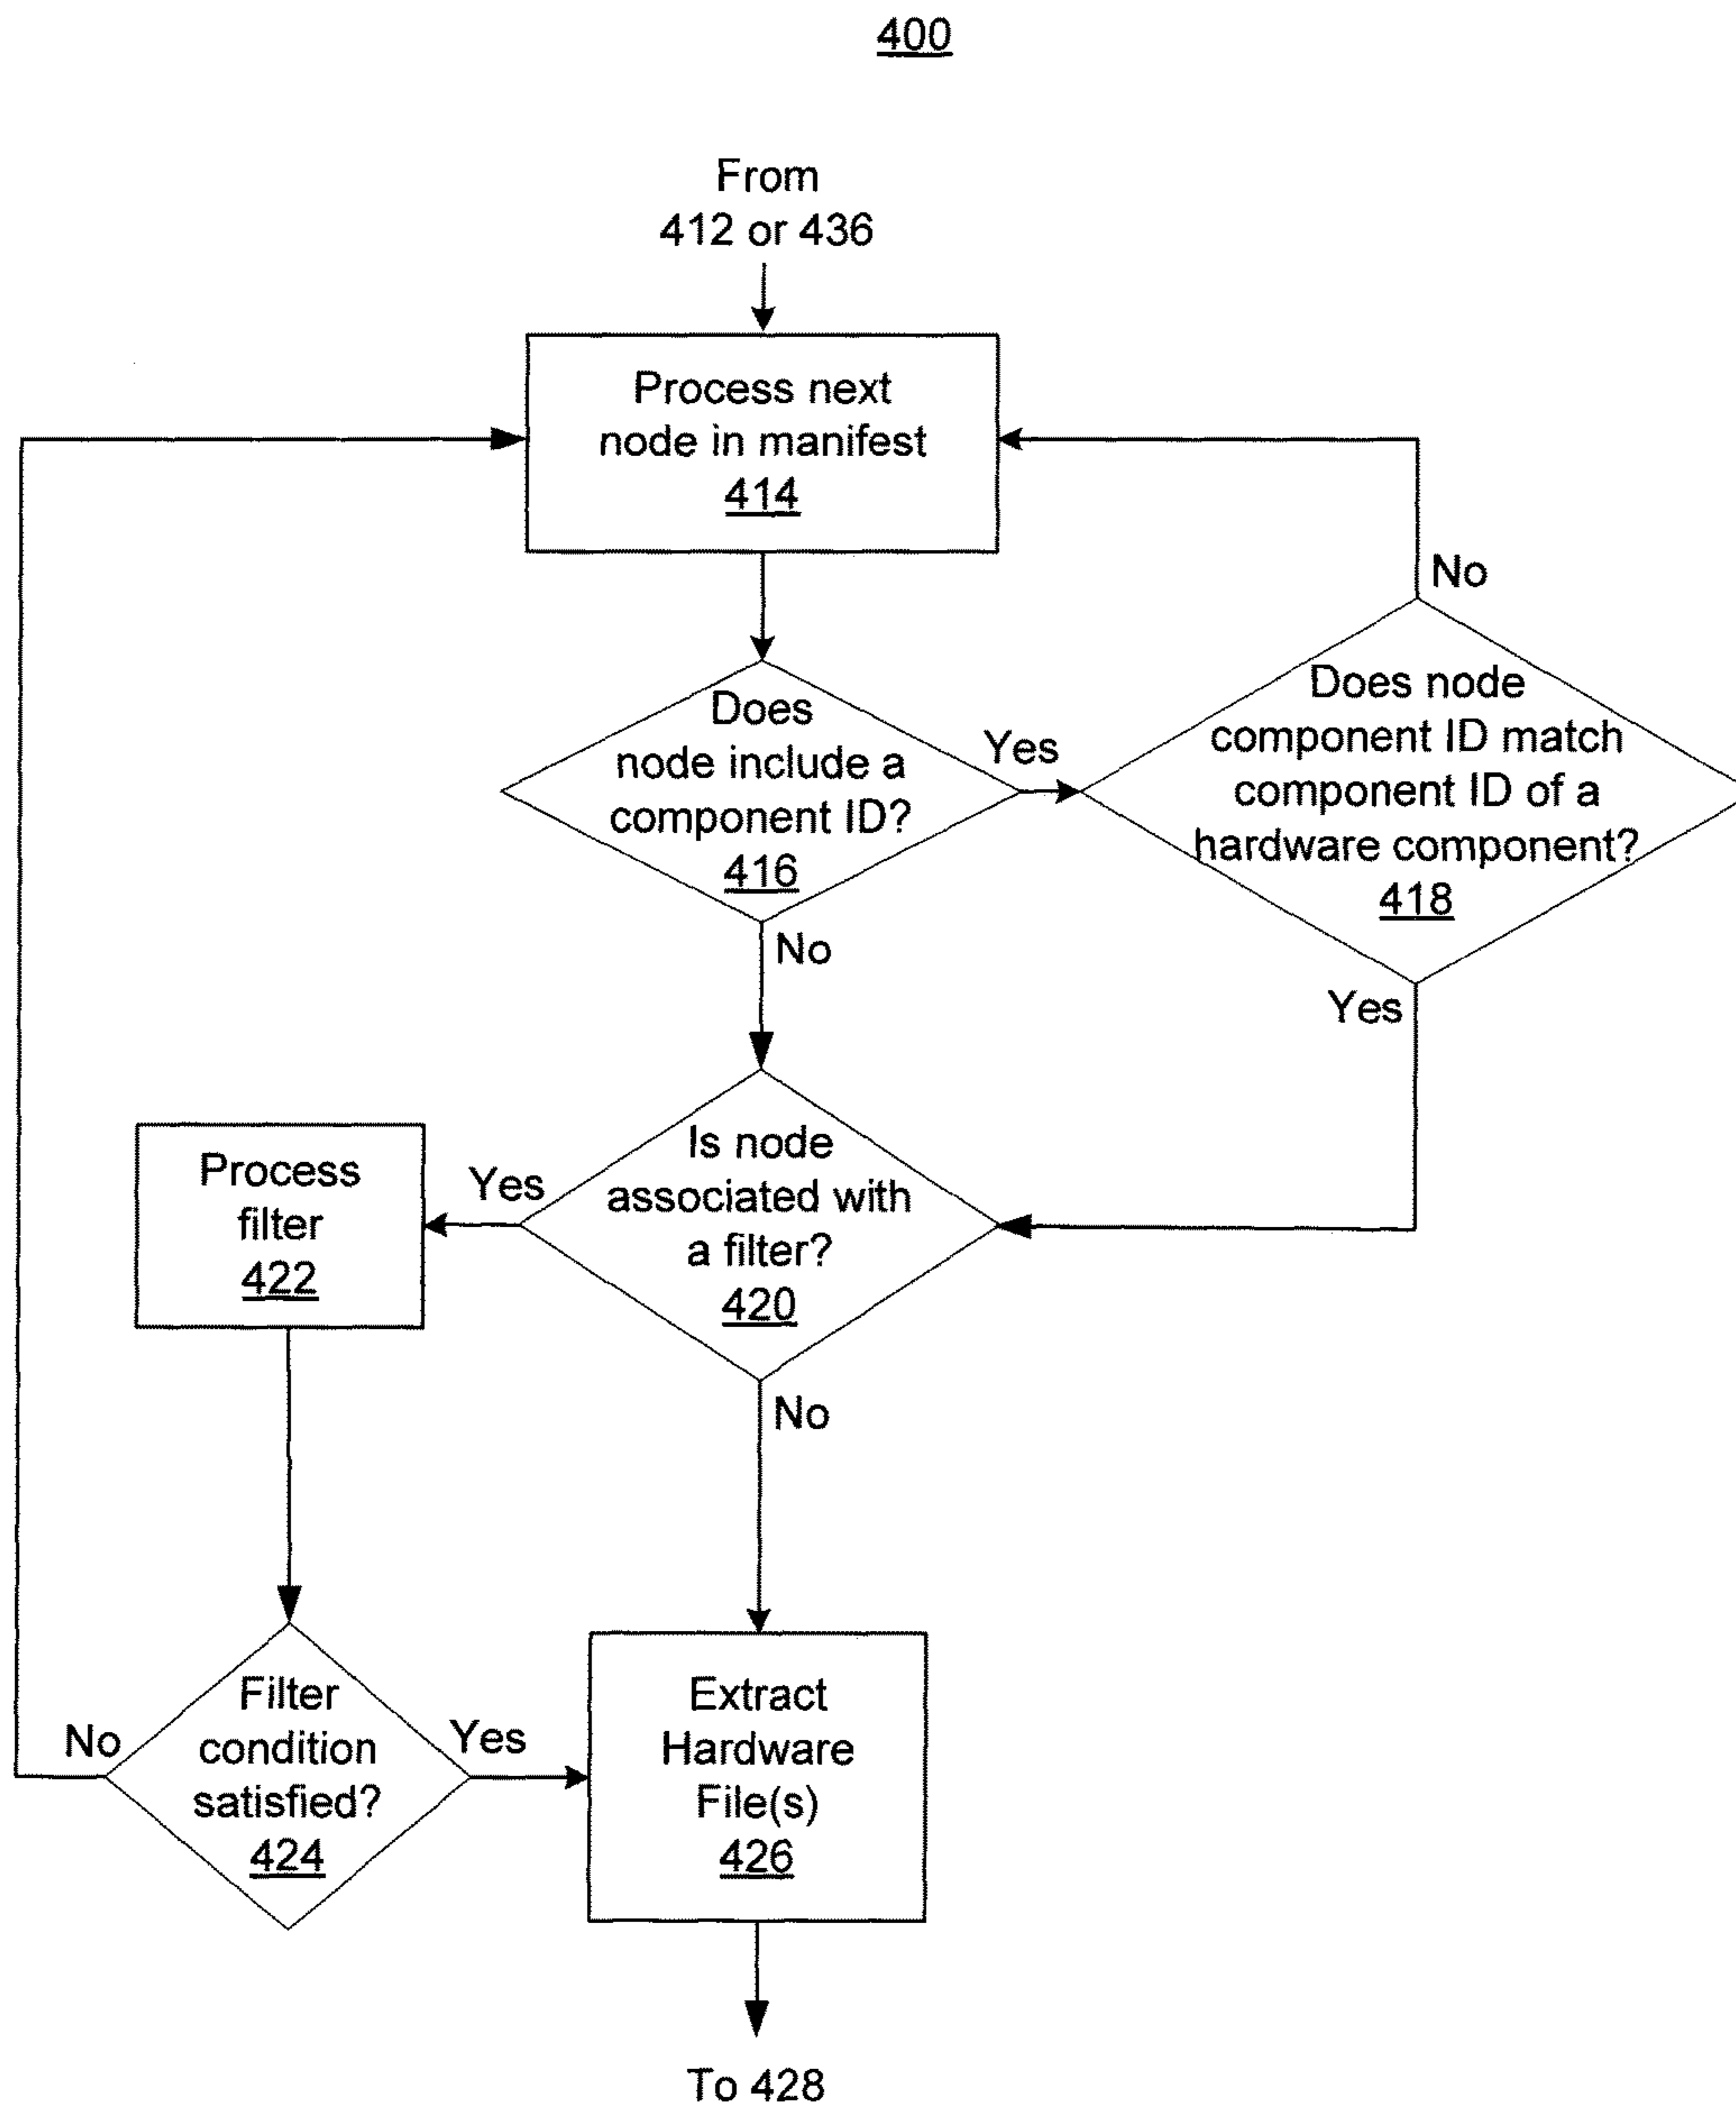 400
From
412 or 436
Process next
node in manifest
414
No
Does
node include a
component ID?
416
Yes
Does node
component ID match
component ID of a
hardware component?
418
No
Yes
Is node
associated with
a filter?
420
Yes
Process
filter
422
No
Filter
condition
satisfied?
424
No
Yes
Extract
Hardware
File(s)
426
To 428